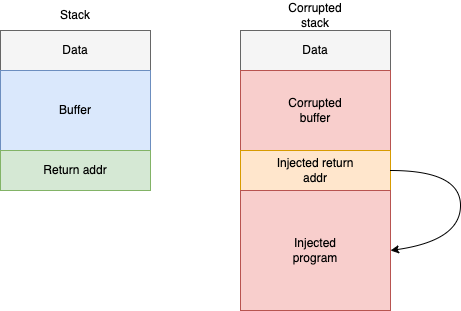 Stack
Data
Buffer
Return addr
Corrupted
stack
Data
Corrupted
buffer
Injected return
addr
Injected
program